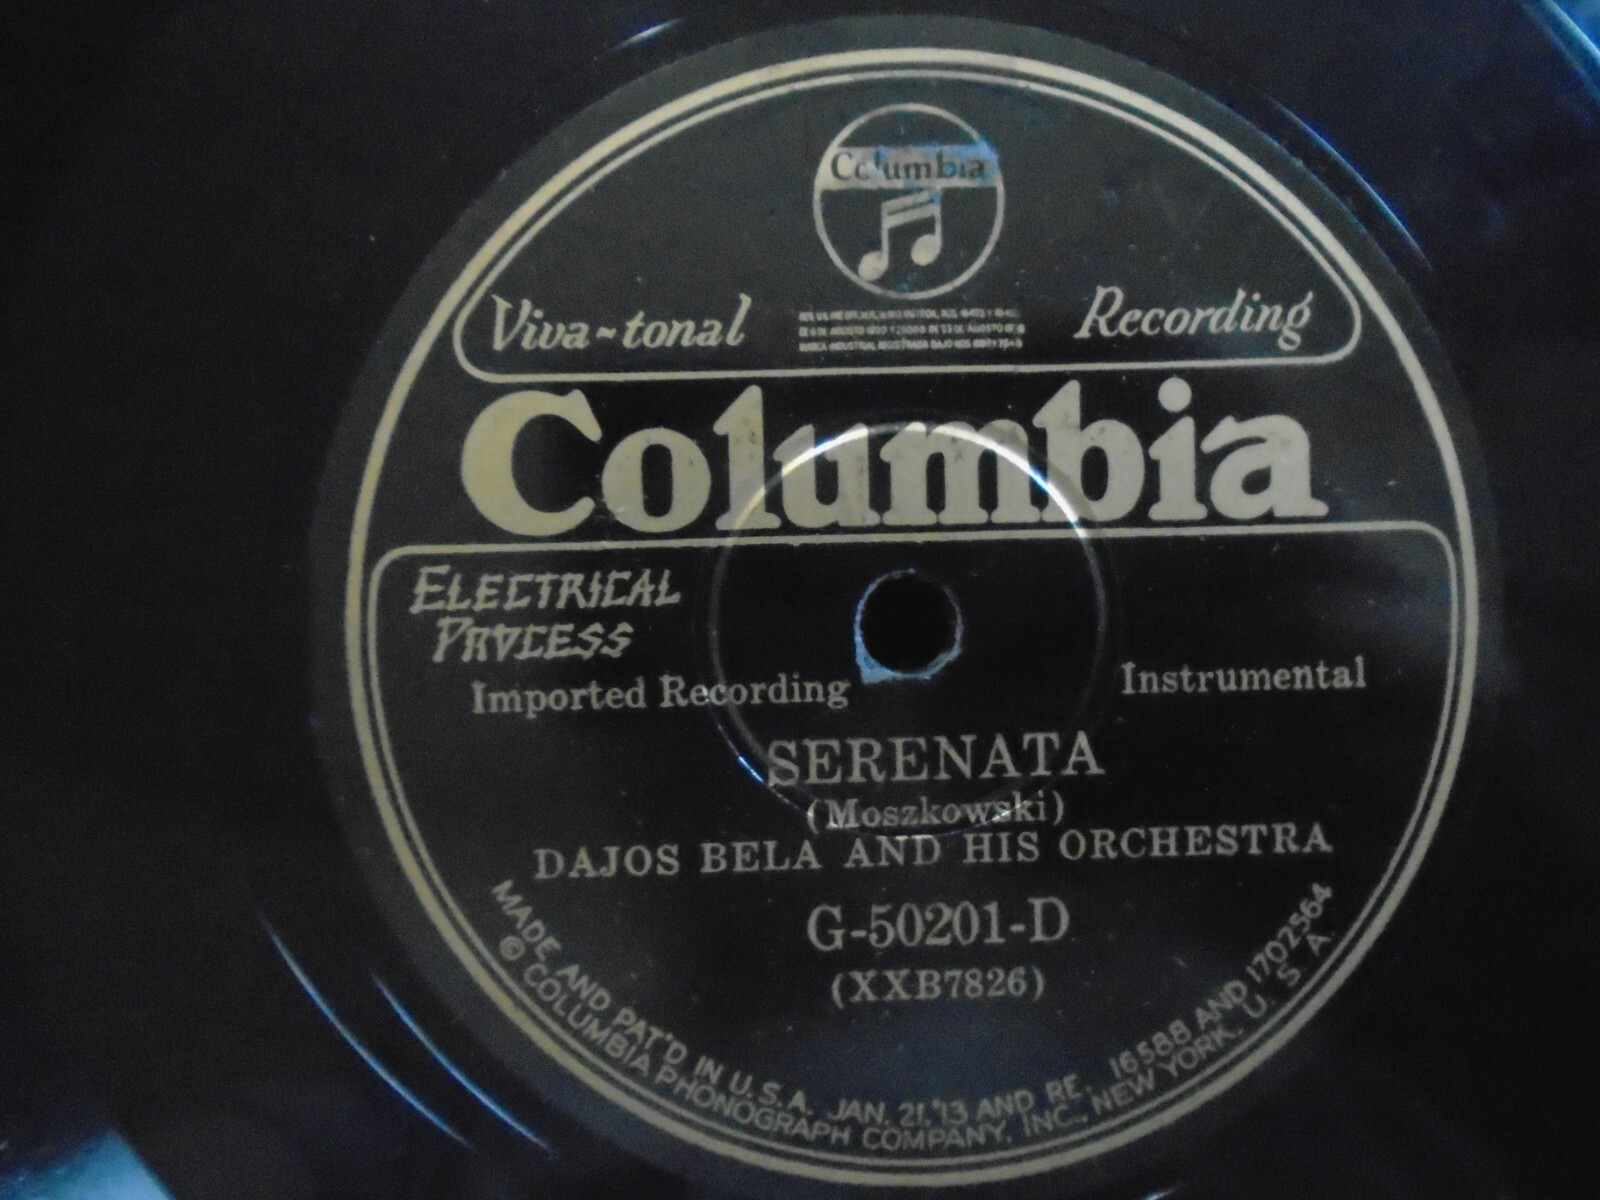 Columbia
Viva-tonal Recording
Columbia
ELECTRICAL
PROCESS
Imported Recording Instrumental
SERENATA
(Moszkowski)
DAJOS BELA AND HIS ORCHESTRA
G-50201-D
(XXB7826)
MADE AND PAT'D IN U.S.A. JAN. 21,'13 AND RE. 16588 AND 1702564
© COLUMBIA PHONOGRAPH COMPANY, INC., NEW YORK, U.S.A.